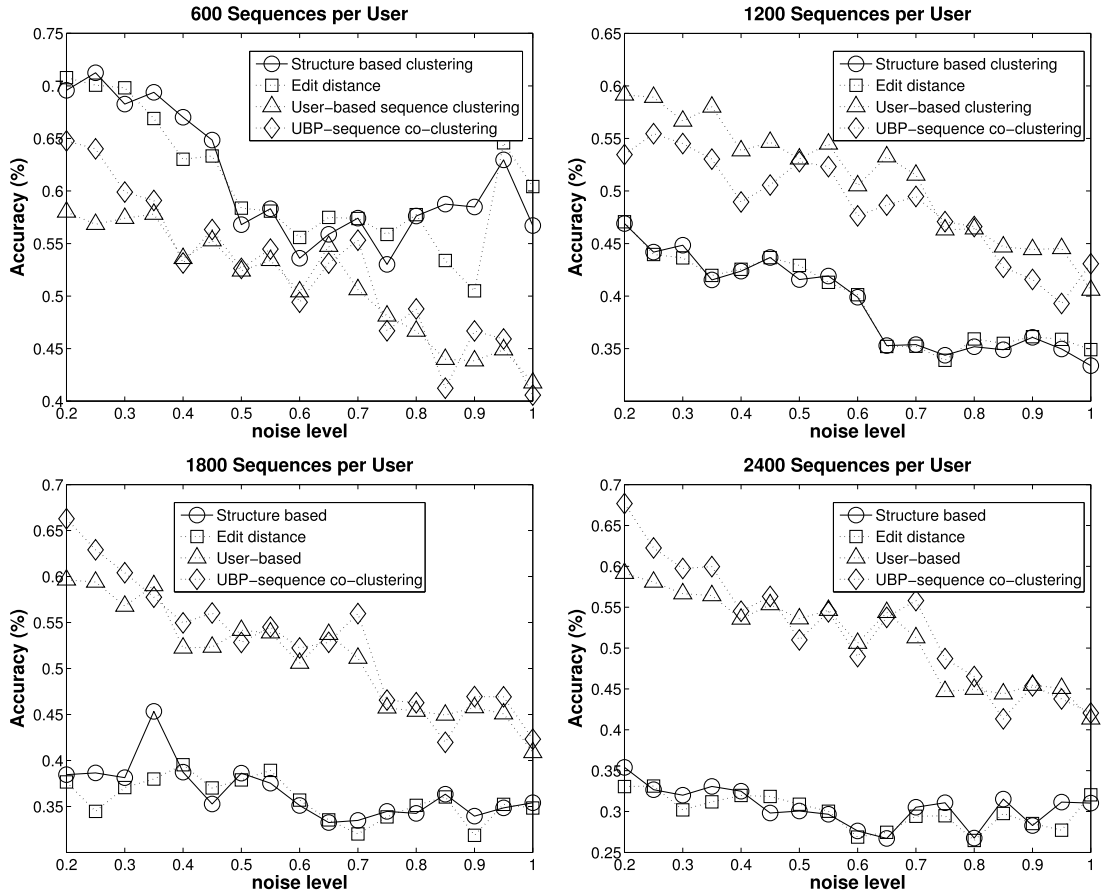 600 Sequences per User
Accuracy (%)
0.75
0.7
0.65
0.6
0.55
0.5
0.45
0.4
Structure based clustering
Edit distance
User-based sequence clustering
UBP-sequence co-clustering
0.2 0.3 0.4 0.5 0.6 0.7 0.8 0.9 1
noise level
1200 Sequences per User
Accuracy (%)
0.65
0.6
0.55
0.5
0.45
0.4
0.35
Structure based clustering
Edit distance
User-based clustering
UBP-sequence co-clustering
0.2 0.3 0.4 0.5 0.6 0.7 0.8 0.9 1
noise level
1800 Sequences per User
Accuracy (%)
0.7
0.65
0.6
0.55
0.5
0.45
0.4
0.35
Structure based
Edit distance
User-based
UBP-sequence co-clustering
0.2 0.3 0.4 0.5 0.6 0.7 0.8 0.9 1
noise level
2400 Sequences per User
Accuracy (%)
0.7
0.65
0.6
0.55
0.5
0.45
0.4
0.35
0.3
0.25
Structure based
Edit distance
User-based
UBP-sequence co-clustering
0.2 0.3 0.4 0.5 0.6 0.7 0.8 0.9 1
noise level